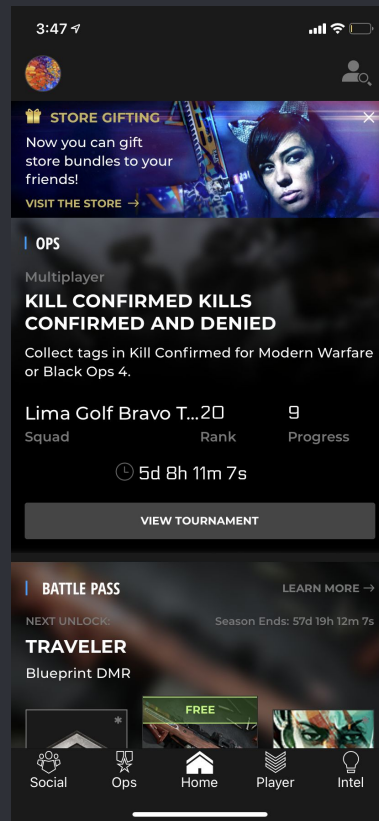 3:47
STORE GIFTING
Now you can gift
store bundles to your
friends!
VISIT THE STORE →
OPS
Multiplayer
KILL CONFIRMED KILLS
CONFIRMED AND DENIED
Collect tags in Kill Confirmed for Modern Warfare
or Black Ops 4.
Lima Golf Bravo T... 20 9
Squad Rank Progress
5d 8h 11m 7s
VIEW TOURNAMENT
BATTLE PASS LEARN MORE →
NEXT UNLOCK: Season Ends: 57d 19h 12m 7s
TRAVELER
Blueprint DMR
FREE
Social Ops Home Player Intel